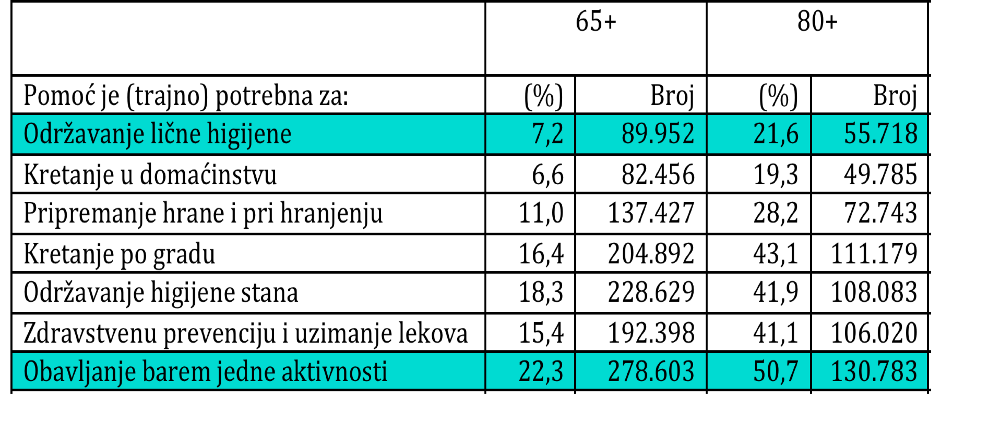 65+ 80+
Pomoć je (trajno) potrebna za: (%) Broj (%) Broj
Održavanje lične higijene 7,2 89.952 21,6 55.718
Kretanje u domaćinstvu 6,6 82.456 19,3 49.785
Pripremanje hrane i pri hranjenju 11,0 137.427 28,2 72.743
Kretanje po gradu 16,4 204.892 43,1 111.179
Održavanje higijene stana 18,3 228.629 41,9 108.083
Zdravstvenu prevenciju i uzimanje lekova 15,4 192.398 41,1 106.020
Obavljanje barem jedne aktivnosti 22,3 278.603 50,7 130.783